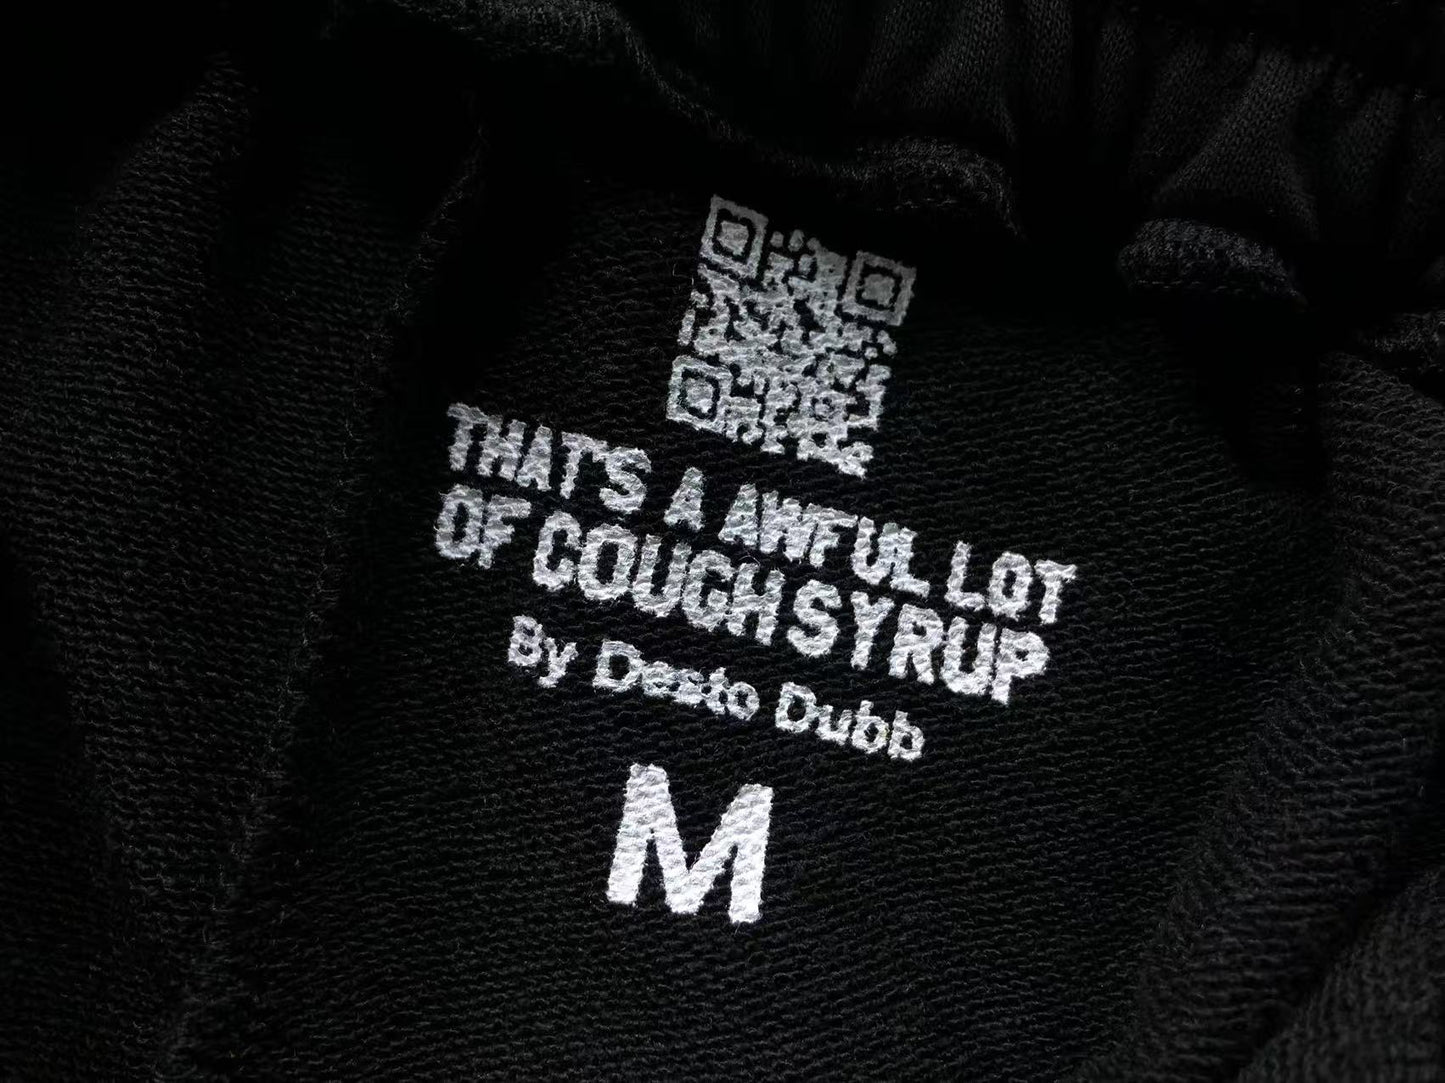 THAT'S A AWFUL LOT
OF COUGH SYRUP
By Desto Dubb
M